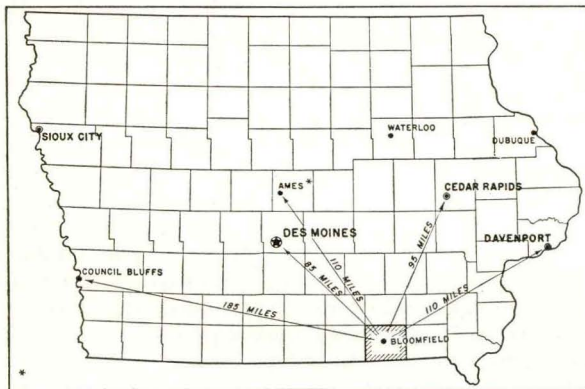 WATERLOO
SIOUX CITY
DUBUQUE
AMES *
CEDAR RAPIDS
DES MOINES
DAVENPORT
COUNCIL BLUFFS
185 MILES
85 MILES
110 MILES
95 MILES
110 MILES
BLOOMFIELD
*